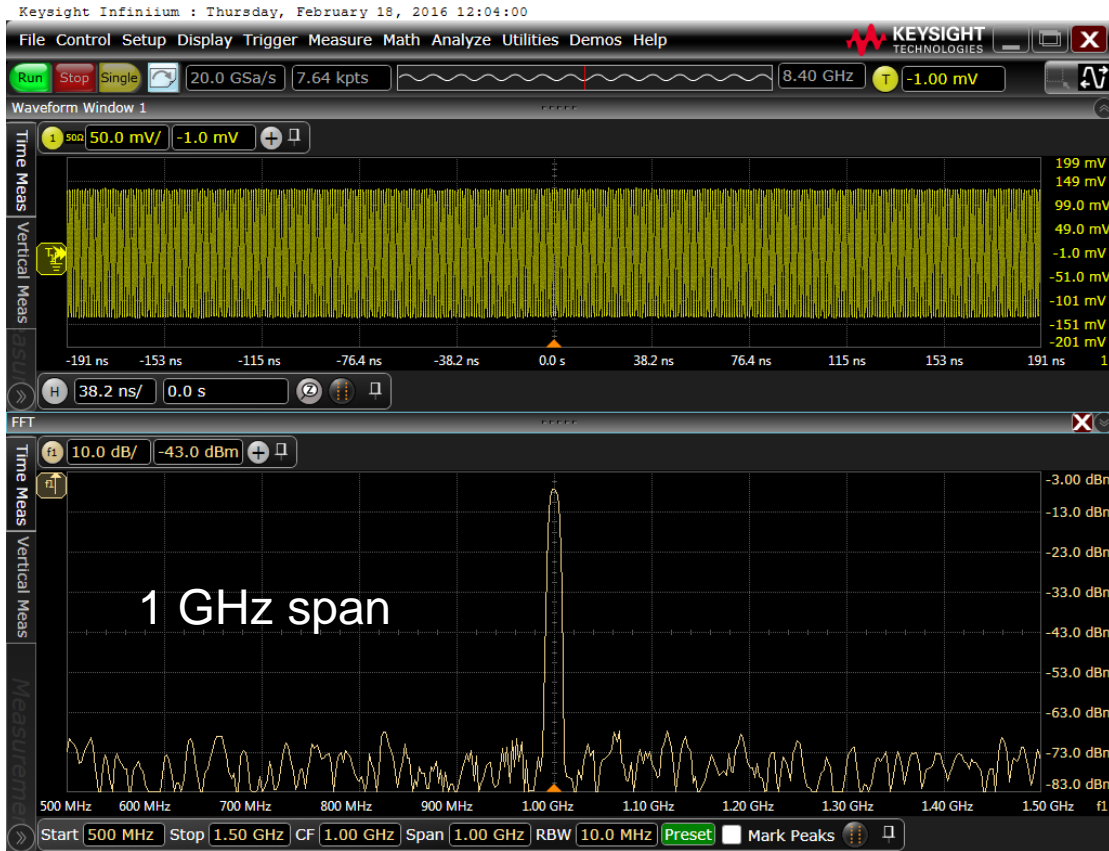 Keysight Infiniium : Thursday, February 18, 2016 12:04:00
File Control Setup Display Trigger Measure Math Analyze Utilities Demos Help
KEYSIGHT
TECHNOLOGIES
X
Run Stop Single 20.0 GSa/s 7.64 kpts 8.40 GHz T -1.00 mV
Waveform Window 1
Time Meas
Vertical Meas
1 50Ω 50.0 mV/ -1.0 mV +
199 mV
149 mV
99.0 mV
49.0 mV
-1.0 mV
-51.0 mV
-101 mV
-151 mV
-201 mV
T
-191 ns -153 ns -115 ns -76.4 ns -38.2 ns 0.0 s 38.2 ns 76.4 ns 115 ns 153 ns 191 ns 1
H 38.2 ns/ 0.0 s Z
FFT X
Time Meas
Vertical Meas
Measurement
f1 10.0 dB/ -43.0 dBm +
f1
-3.00 dBm
-13.0 dBm
-23.0 dBm
-33.0 dBm
-43.0 dBm
-53.0 dBm
-63.0 dBm
-73.0 dBm
-83.0 dBm
1 GHz span
500 MHz 600 MHz 700 MHz 800 MHz 900 MHz 1.00 GHz 1.10 GHz 1.20 GHz 1.30 GHz 1.40 GHz 1.50 GHz f1
Start 500 MHz Stop 1.50 GHz CF 1.00 GHz Span 1.00 GHz RBW 10.0 MHz Preset Mark Peaks